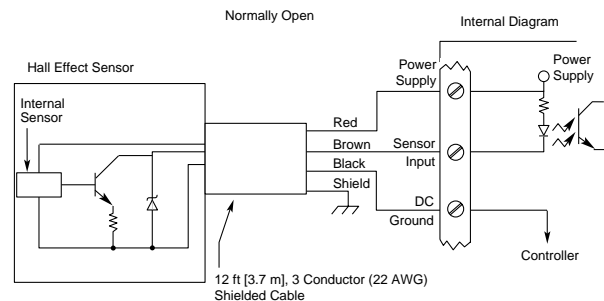 Normally Open
Internal Diagram
Hall Effect Sensor
Internal
Sensor
Power
Supply
Power
Supply
Red
Brown
Sensor
Input
Black
Shield
DC
Ground
Controller
12 ft [3.7 m], 3 Conductor (22 AWG)
Shielded Cable